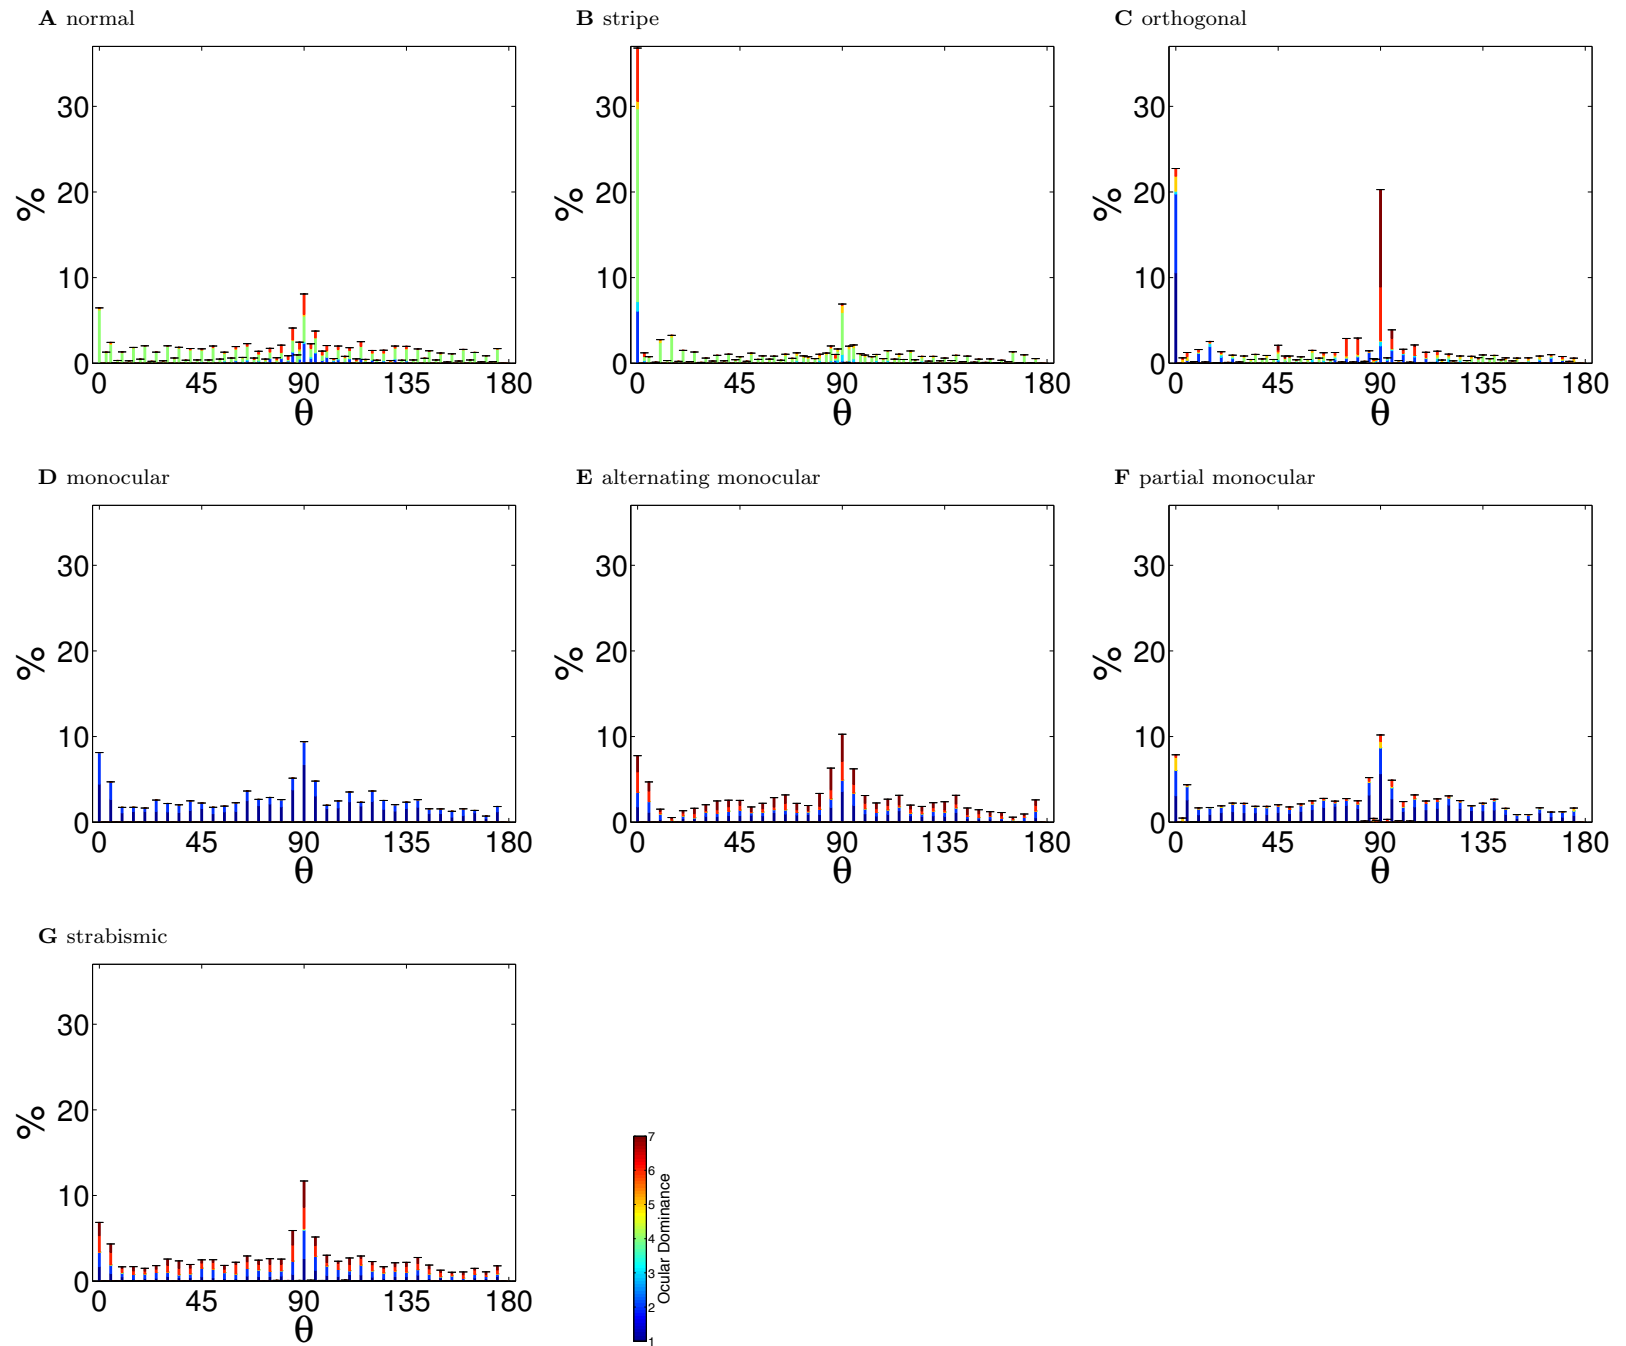 A normal
B stripe
C orthogonal
30
20
10
0
%
0 45 90 135 180
θ
30
20
10
0
%
0 45 90 135 180
θ
30
20
10
0
%
0 45 90 135 180
θ
D monocular
E alternating monocular
F partial monocular
30
20
10
0
%
0 45 90 135 180
θ
30
20
10
0
%
0 45 90 135 180
θ
30
20
10
0
%
0 45 90 135 180
θ
G strabismic
30
20
10
0
%
0 45 90 135 180
θ
7
6
5
4
3
2
1
Ocular Dominance